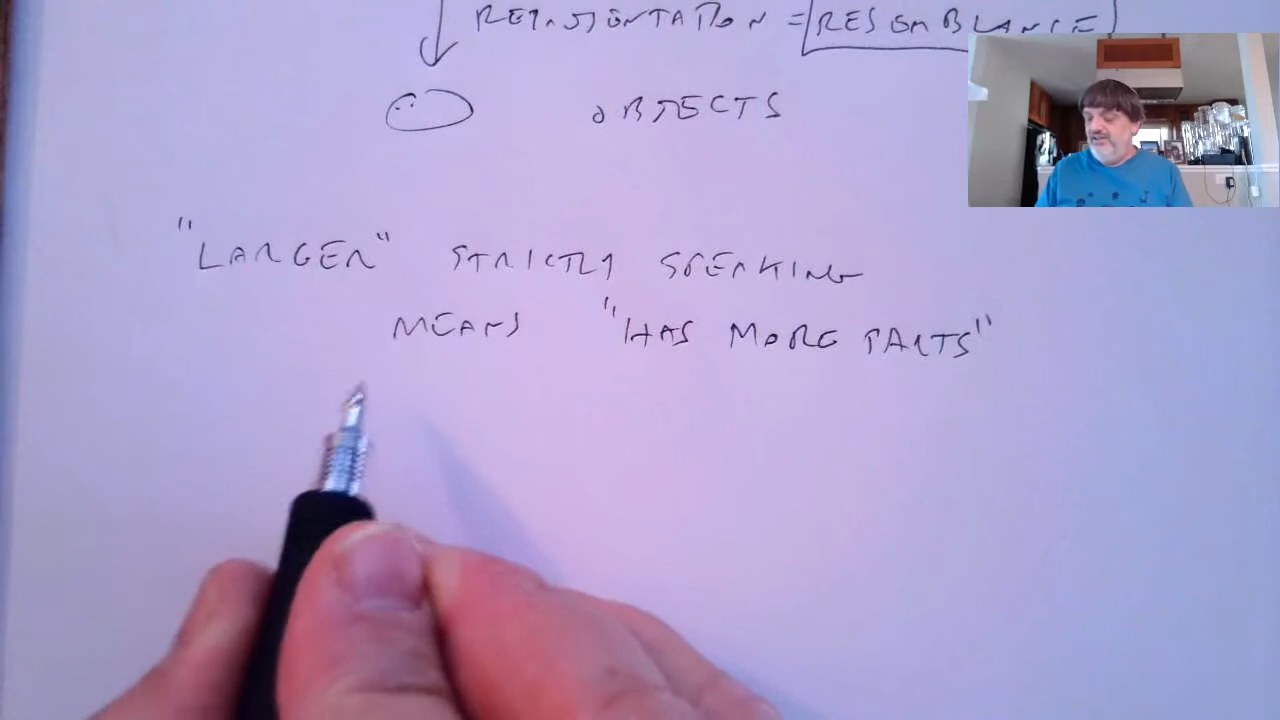 REPRESENTATION = RESEMBLANCE
OBJECTS
"LARGER" STRICTLY SPEAKING
MEANS "HAS MORE PARTS"